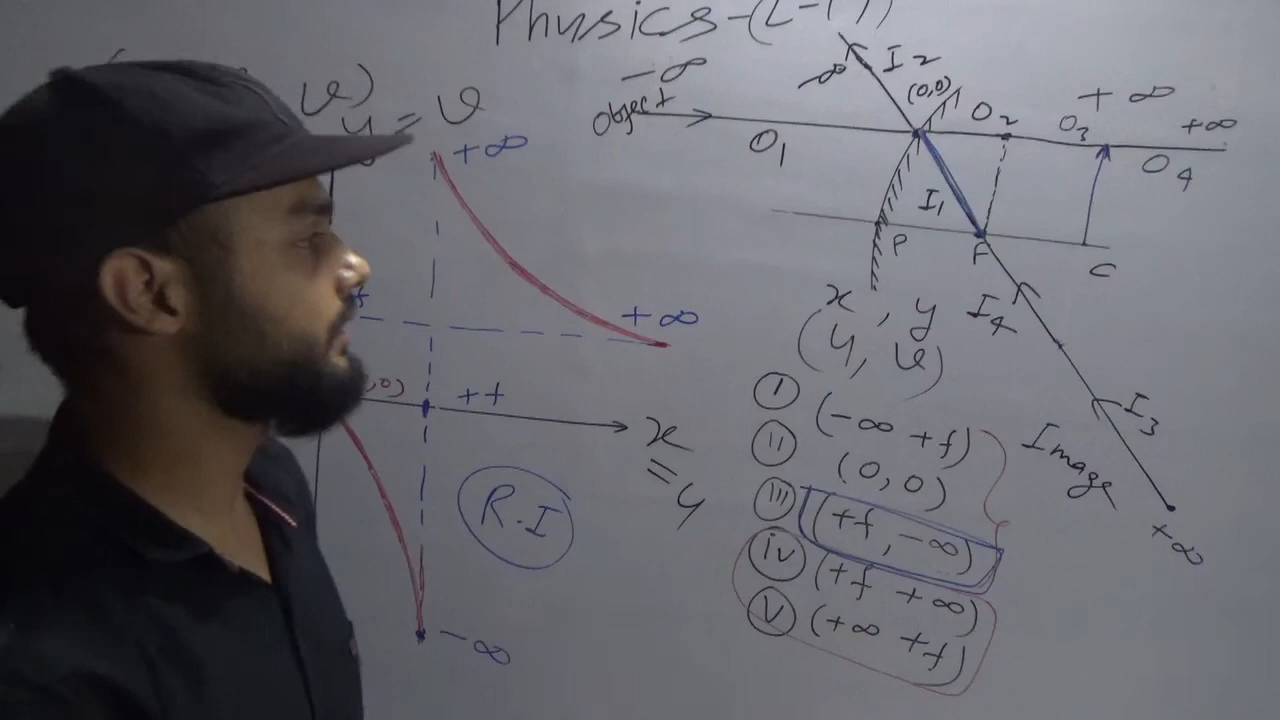 Physics-(L-17)
v)
y = v
+∞
+∞
,0)
+f
x
=
u
R.I
-∞
-∞
Object
O₁
-∞
I₂
(0,0)
O₂
+∞
O₃
+∞
O₄
I₁
P
F
C
I₄
I₃
Image
+∞
x , y
(u, v)
(i) (-∞ +f)
(ii) (0, 0)
(iii) (+f, -∞)
(iv) (+f +∞)
(v) (+∞ +f)